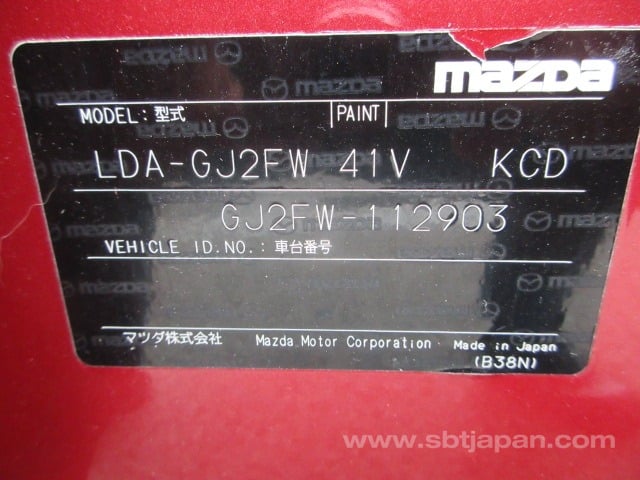 mazda
MODEL:型式 PAINT
LDA-GJ2FW 41V KCD
GJ2FW-112903
VEHICLE ID.NO.:車台番号
マツダ株式会社 Mazda Motor Corporation Made in Japan
(B38N)
www.sbtjapan.com